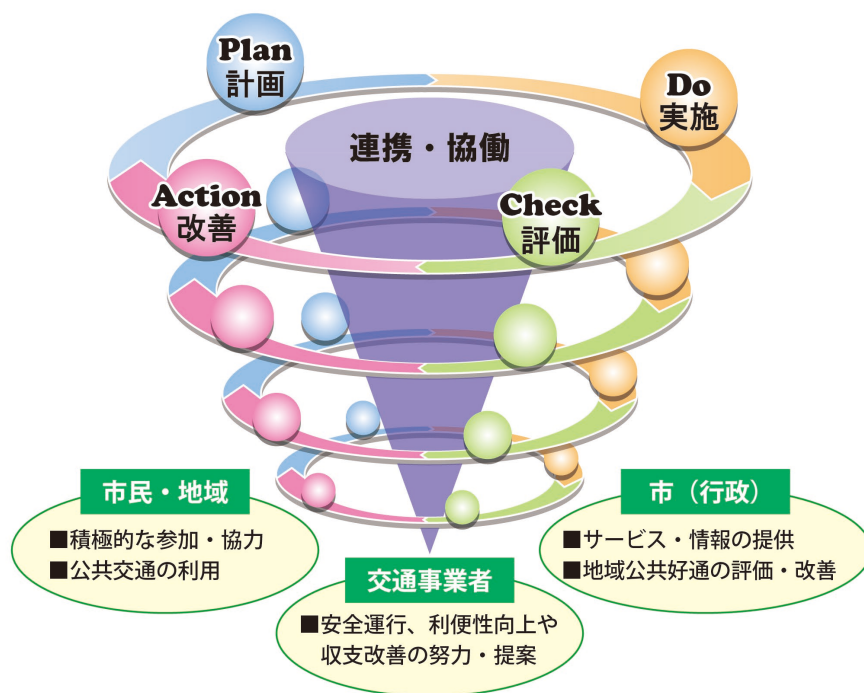 Plan
計画
Do
実施
連携・協働
Action
改善
Check
評価
市民・地域
■積極的な参加・協力
■公共交通の利用
市（行政）
■サービス・情報の提供
■地域公共好通の評価・改善
交通事業者
■安全運行、利便性向上や
収支改善の努力・提案